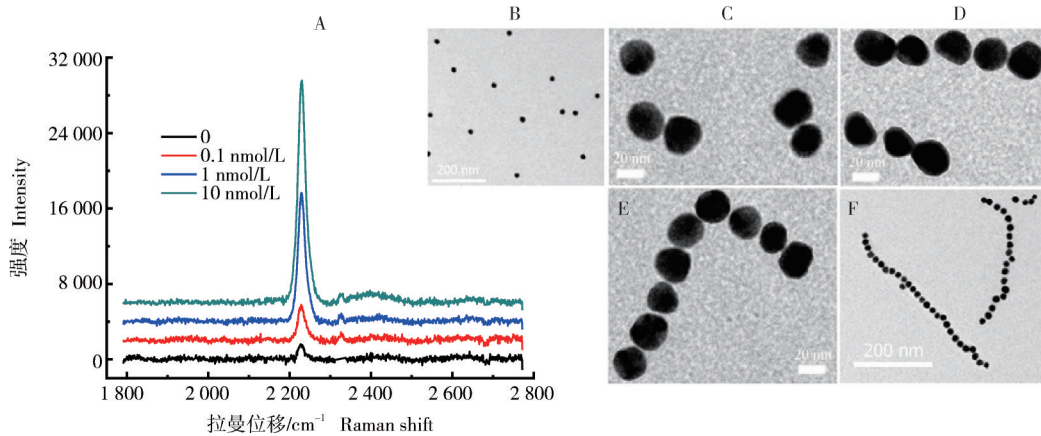 A
B
C
D
32 000
24 000
16 000
8 000
0
强度 Intensity
0
0.1 nmol/L
1 nmol/L
10 nmol/L
1 800
2 000
2 200
2 400
2 600
2 800
拉曼位移/cm⁻¹ Raman shift
200 nm
20 nm
20 nm
E
20 nm
F
200 nm